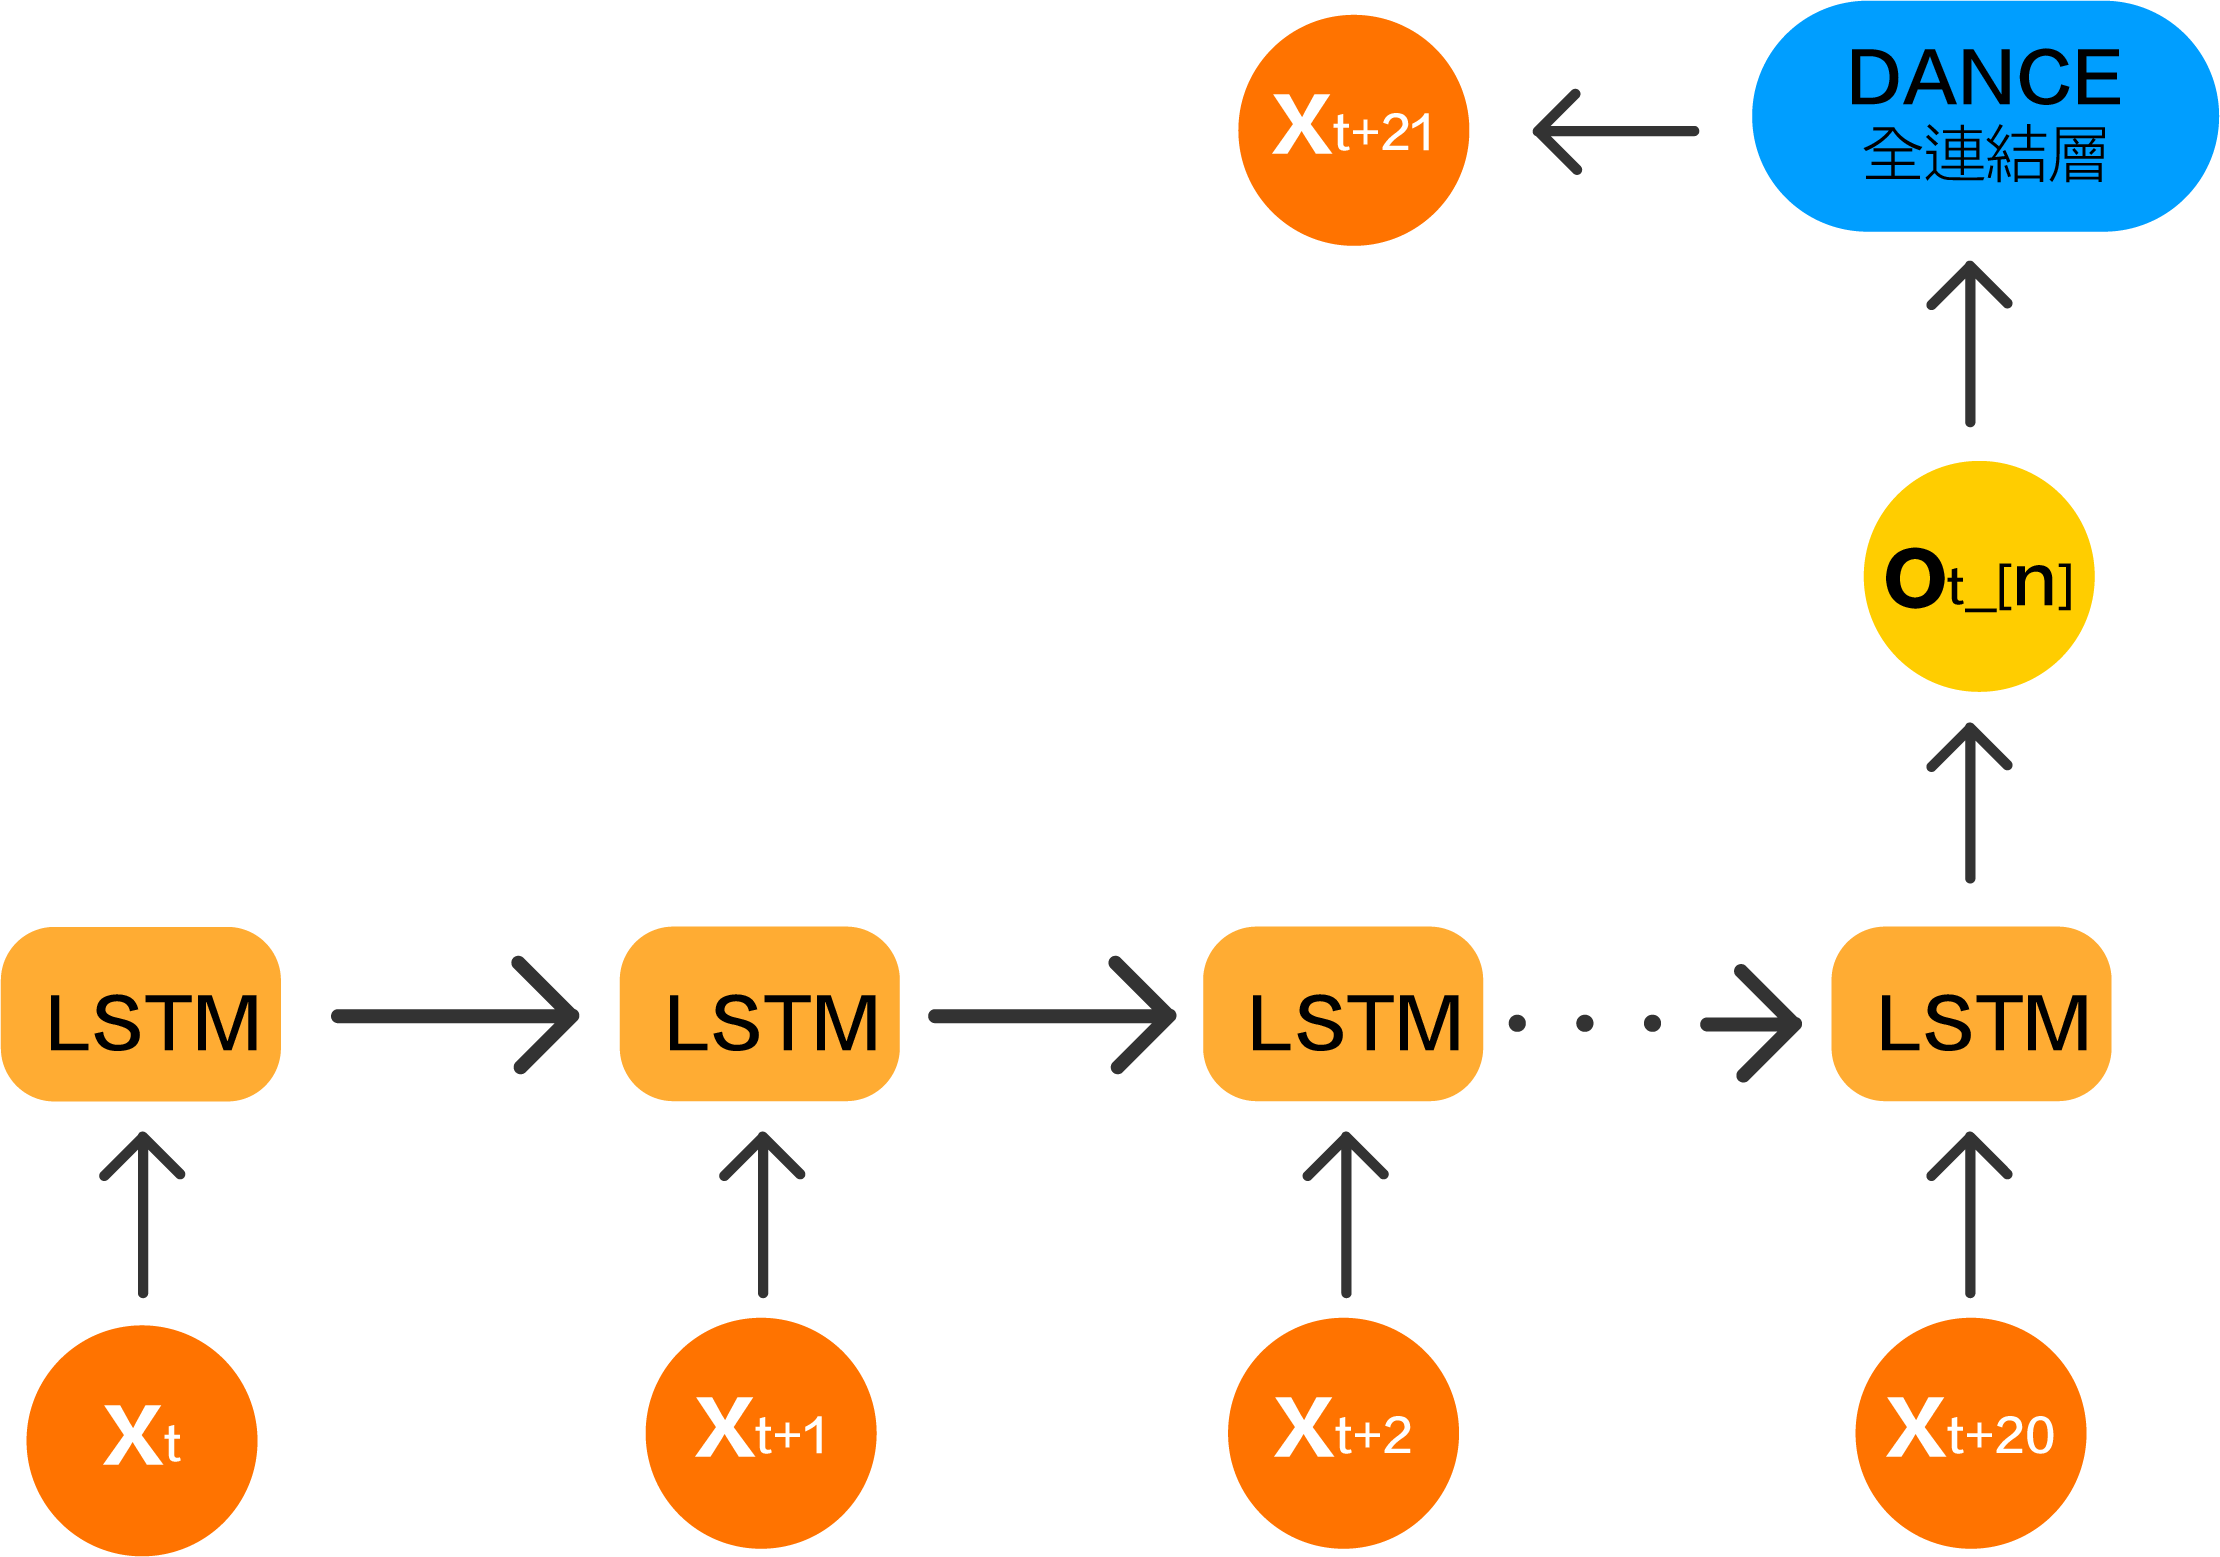 Xt+21
DANCE
全連結層
Ot_[n]
LSTM
LSTM
LSTM
LSTM
Xt
Xt+1
Xt+2
Xt+20